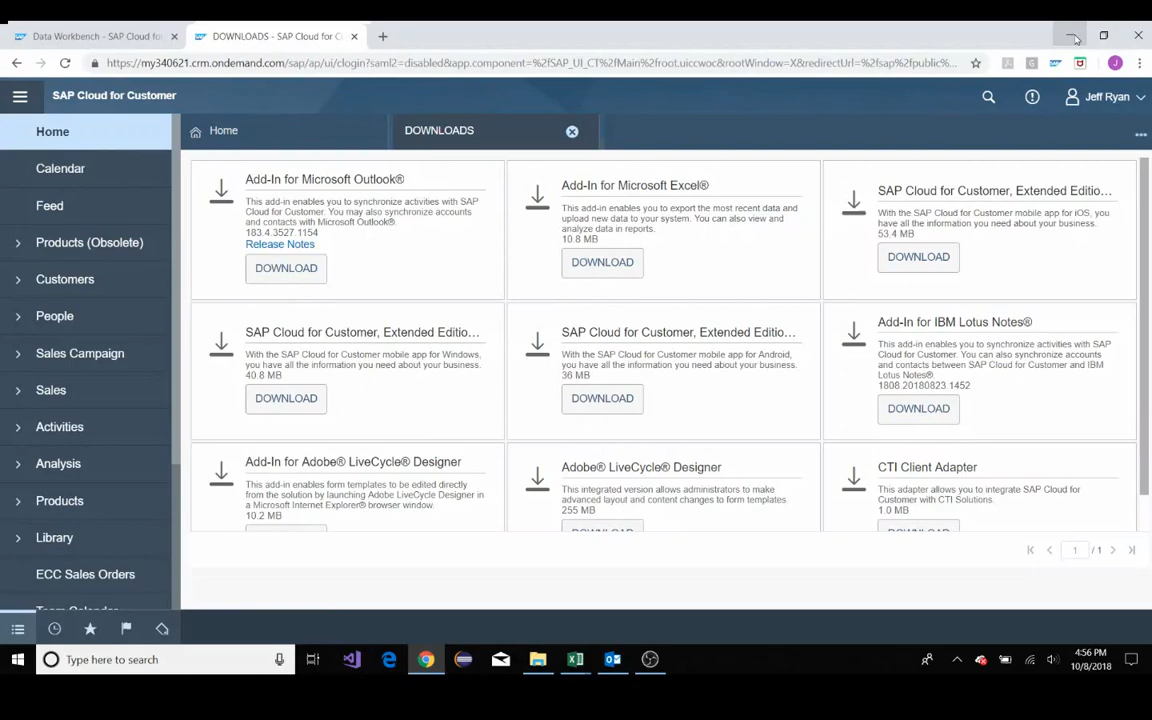 Data Workbench - SAP Cloud for
DOWNLOADS - SAP Cloud for C
https://my340621.crm.ondemand.com/sap/ap/ui/clogin?saml2=disabled&app.component=%2fSAP_UI_CT%2fMain%2froot.uiccwoc&rootWindow=X&redirectUrl=%2fsap%2fpublic%...
SAP Cloud for Customer
Jeff Ryan
Home
Calendar
Feed
Products (Obsolete)
Customers
People
Sales Campaign
Sales
Activities
Analysis
Products
Library
ECC Sales Orders
Team Calendar
Home
DOWNLOADS
Add-In for Microsoft Outlook®
This add-in enables you to synchronize activities with SAP
Cloud for Customer. You may also synchronize accounts
and contacts with Microsoft Outlook®.
183.4.3527.1154
Release Notes
DOWNLOAD
Add-In for Microsoft Excel®
This add-in enables you to export the most recent data and
upload new data to your system. You can also view and
analyze data in reports.
10.8 MB
DOWNLOAD
SAP Cloud for Customer, Extended Editio...
With the SAP Cloud for Customer mobile app for iOS, you
have all the information you need about your business.
53.4 MB
DOWNLOAD
SAP Cloud for Customer, Extended Editio...
With the SAP Cloud for Customer mobile app for Windows,
you have all the information you need about your business.
40.8 MB
DOWNLOAD
SAP Cloud for Customer, Extended Editio...
With the SAP Cloud for Customer mobile app for Android,
you have all the information you need about your business.
36 MB
DOWNLOAD
Add-In for IBM Lotus Notes®
This add-in enables you to synchronize activities with SAP
Cloud for Customer. You can also synchronize accounts
and contacts between SAP Cloud for Customer and IBM
Lotus Notes®.
1808.20180823.1452
DOWNLOAD
Add-In for Adobe® LiveCycle® Designer
This add-in enables form templates to be edited directly
from the solution by launching Adobe LiveCycle Designer in
a Microsoft Internet Explorer® browser window.
10.2 MB
Adobe® LiveCycle® Designer
This integrated version allows administrators to make
advanced layout and content changes to form templates.
255 MB
DOWNLOAD
CTI Client Adapter
This adapter allows you to integrate SAP Cloud for
Customer with CTI Solutions.
1.0 MB
DOWNLOAD
1 / 1
Type here to search
4:56 PM
10/8/2018